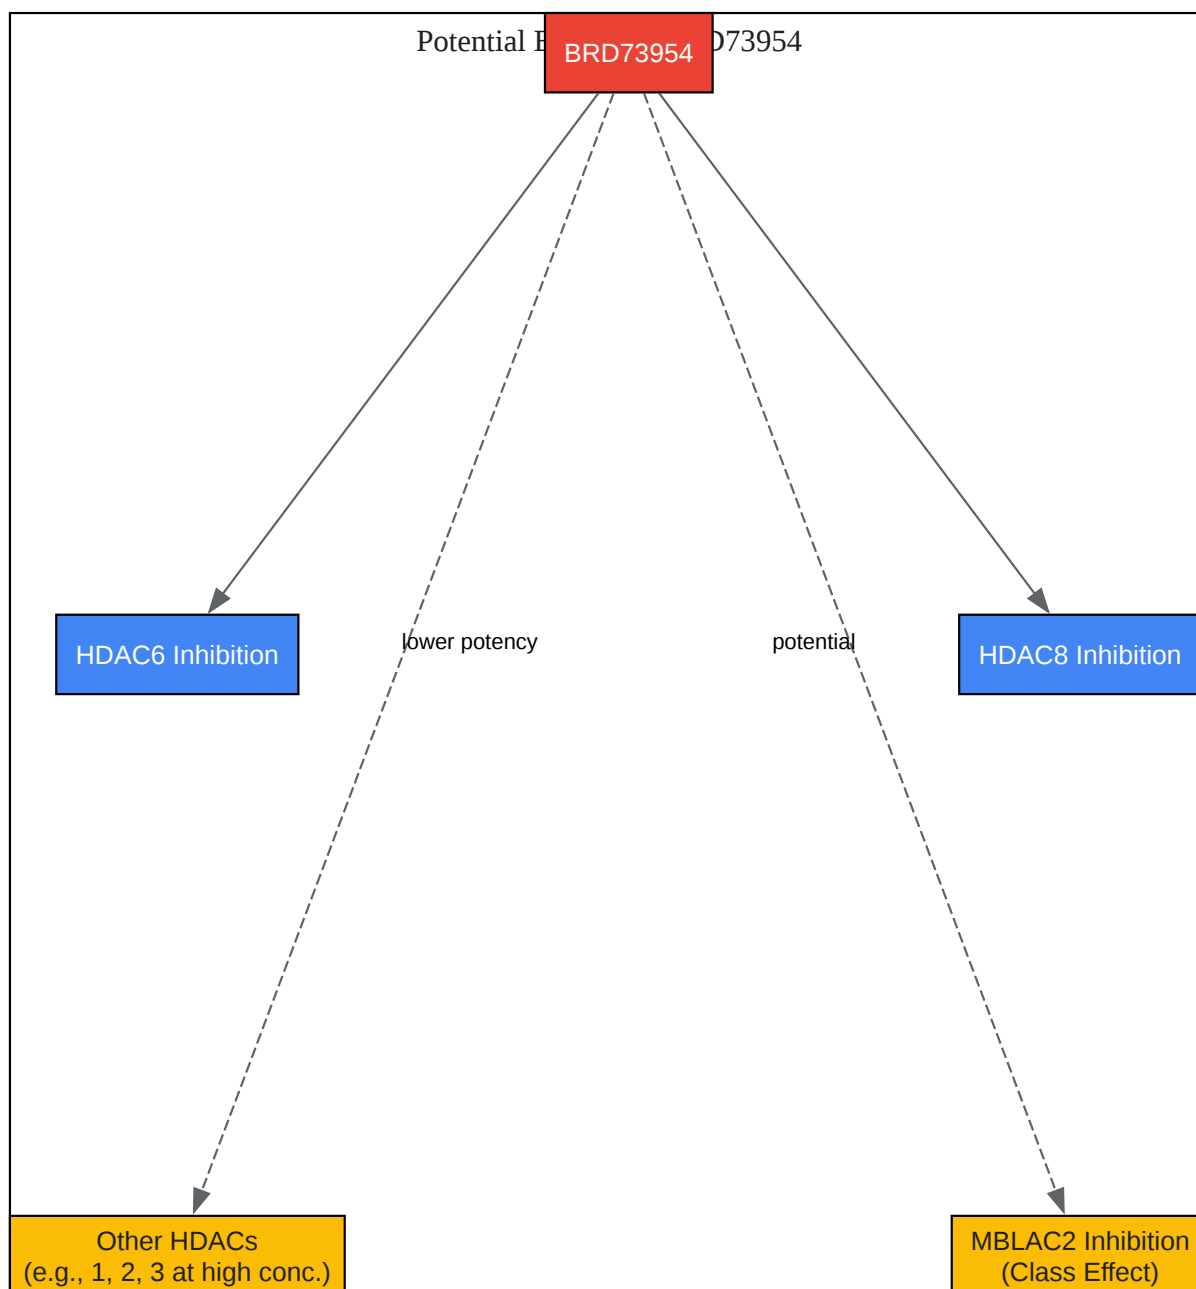 Potential E
D73954
BRD73954
HDAC6 Inhibition
lower potency
potential
HDAC8 Inhibition
Other HDACs
(e.g., 1, 2, 3 at high conc.)
MBLAC2 Inhibition
(Class Effect)